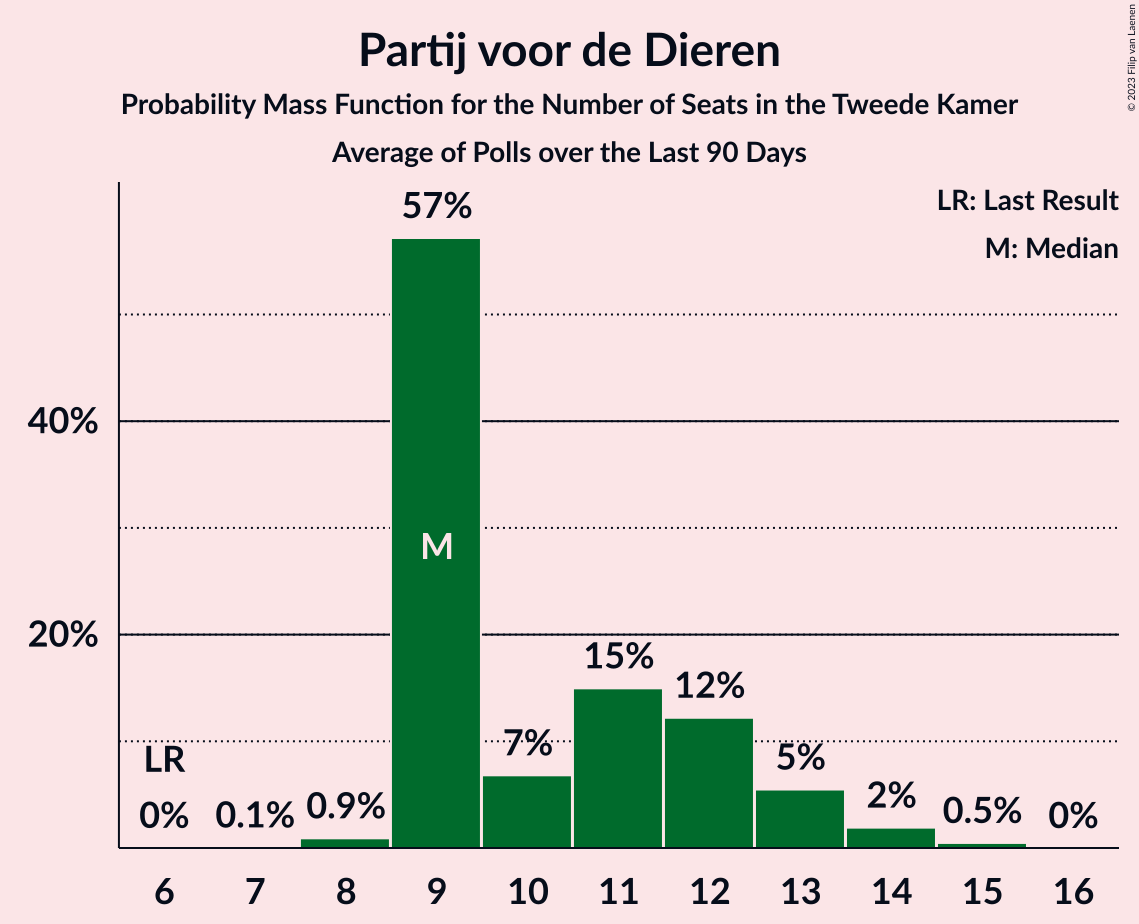 Partij voor de Dieren
Probability Mass Function for the Number of Seats in the Tweede Kamer
Average of Polls over the Last 90 Days
© 2023 Filip van Laenen
LR: Last Result
M: Median
57%
40%
M
20%
15%
12%
7%
5%
LR
2%
0%
0.1%
0.9%
0.5%
0%
6 7 8 9 10 11 12 13 14 15 16